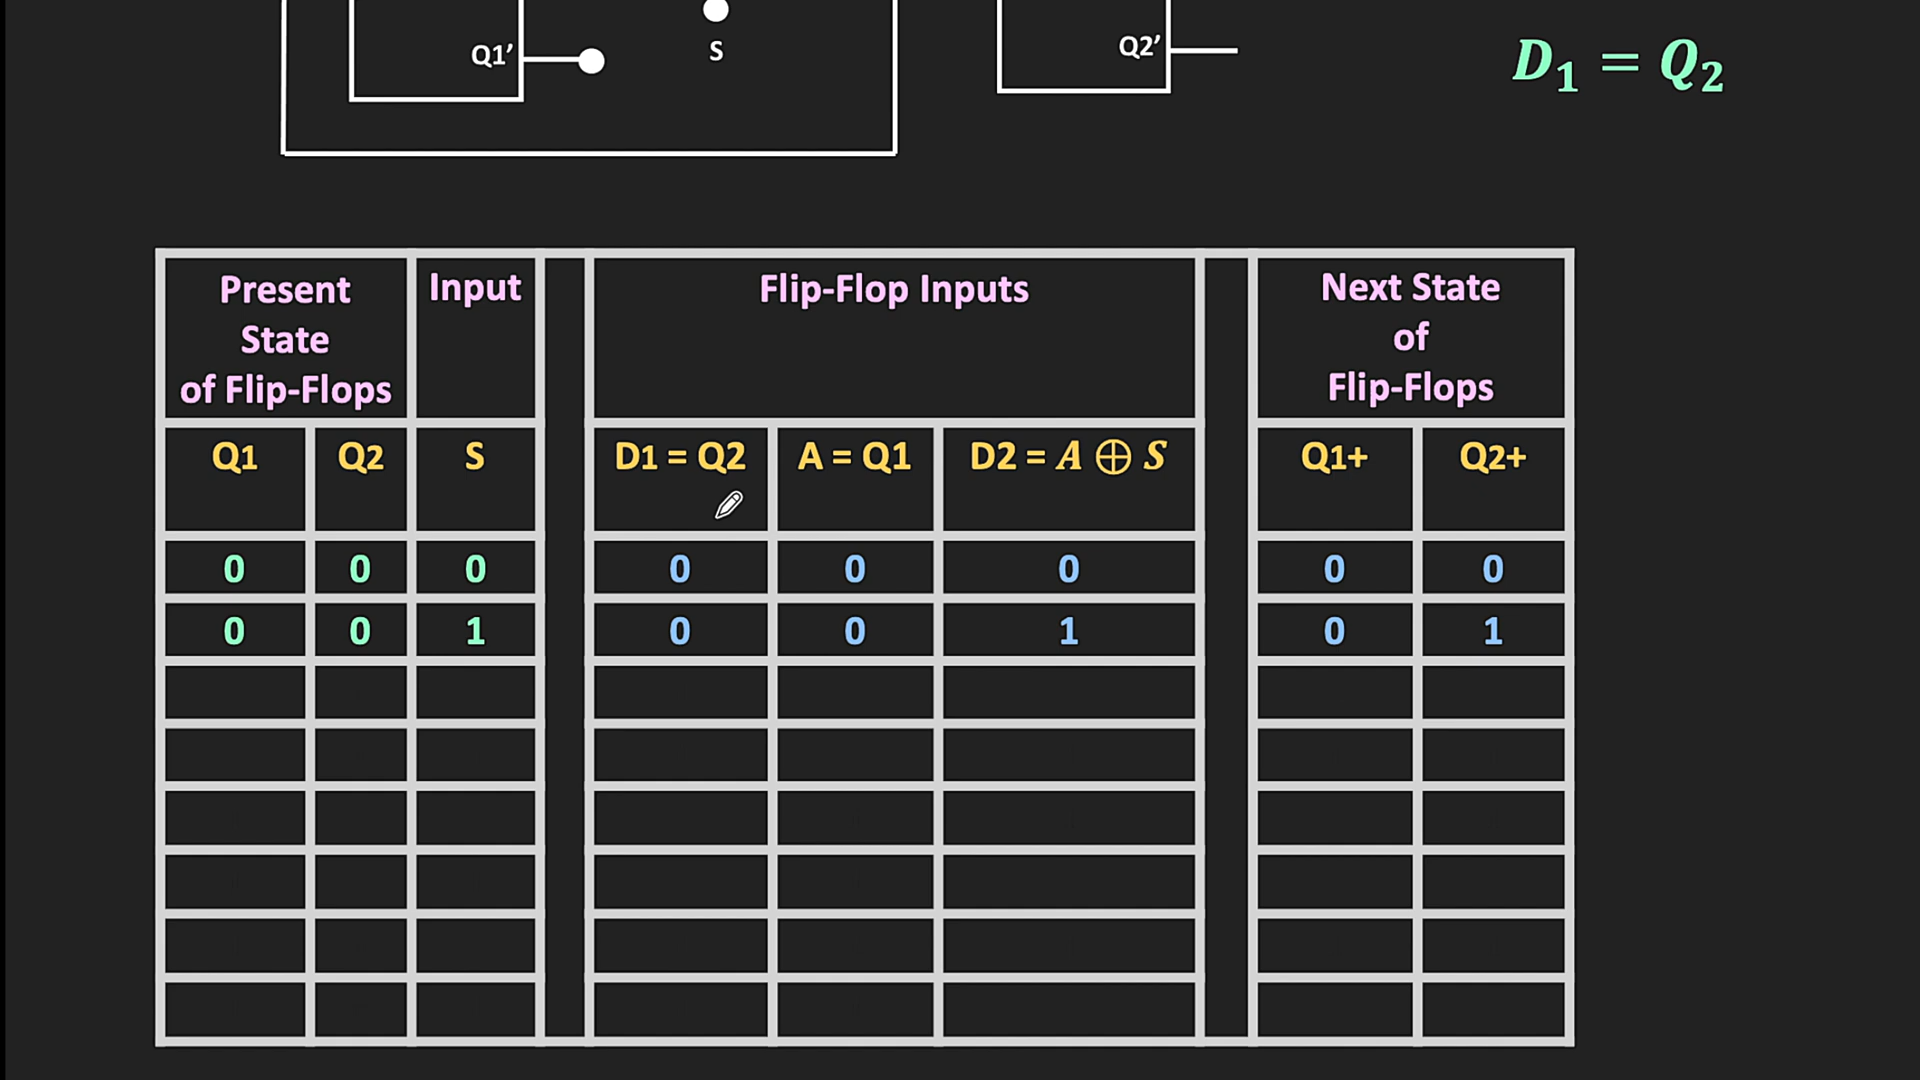 Q1’
S
Q2’
D₁ = Q₂
Present
State
of Flip-Flops
Input
Flip-Flop Inputs
Next State
of
Flip-Flops
Q1 Q2 S D1 = Q2 A = Q1 D2 = A ⊕ S Q1+ Q2+
0 0 0 0 0 0 0 0
0 0 1 0 0 1 0 1